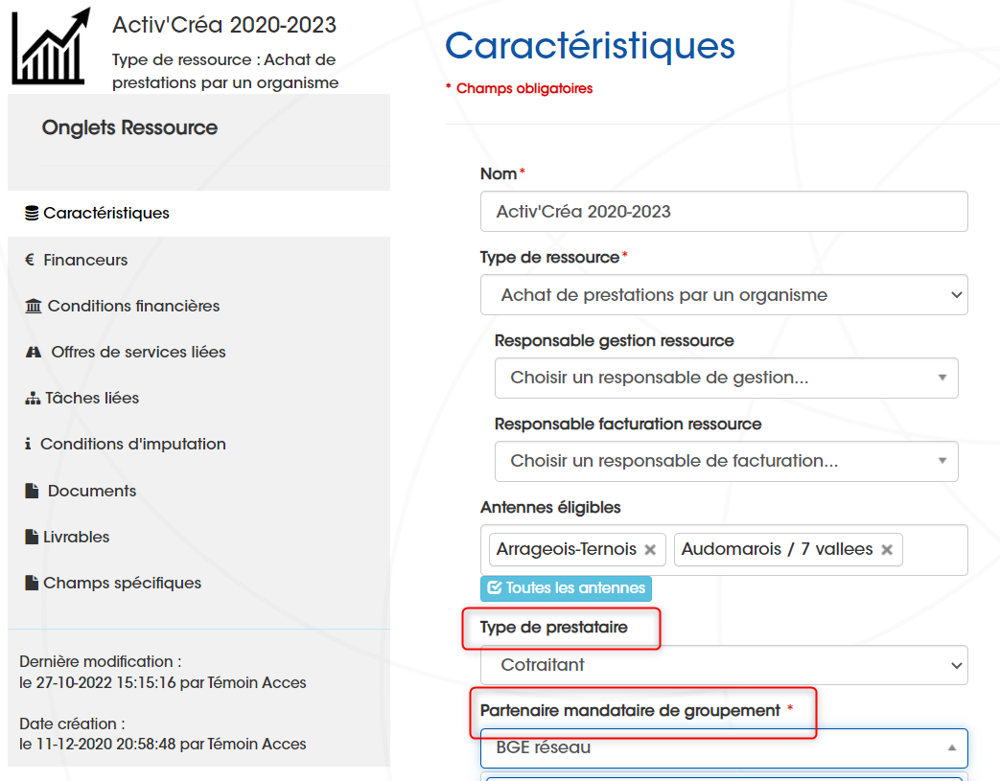 Activ'Créa 2020-2023
Type de ressource : Achat de
prestations par un organisme
Onglets Ressource
Caractéristiques
€ Financeurs
Conditions financières
Offres de services liées
Tâches liées
Conditions d'imputation
Documents
Livrables
Champs spécifiques
Dernière modification :
le 27-10-2022 15:15:16 par Témoin Acces
Date création :
le 11-12-2020 20:58:48 par Témoin Acces
Caractéristiques
* Champs obligatoires
Nom *
Activ'Créa 2020-2023
Type de ressource *
Achat de prestations par un organisme
Responsable gestion ressource
Choisir un responsable de gestion...
Responsable facturation ressource
Choisir un responsable de facturation...
Antennes éligibles
Arrageois-Ternois × Audomarois / 7 vallees ×
Toutes les antennes
Type de prestataire
Cotraitant
Partenaire mandataire de groupement *
BGE réseau